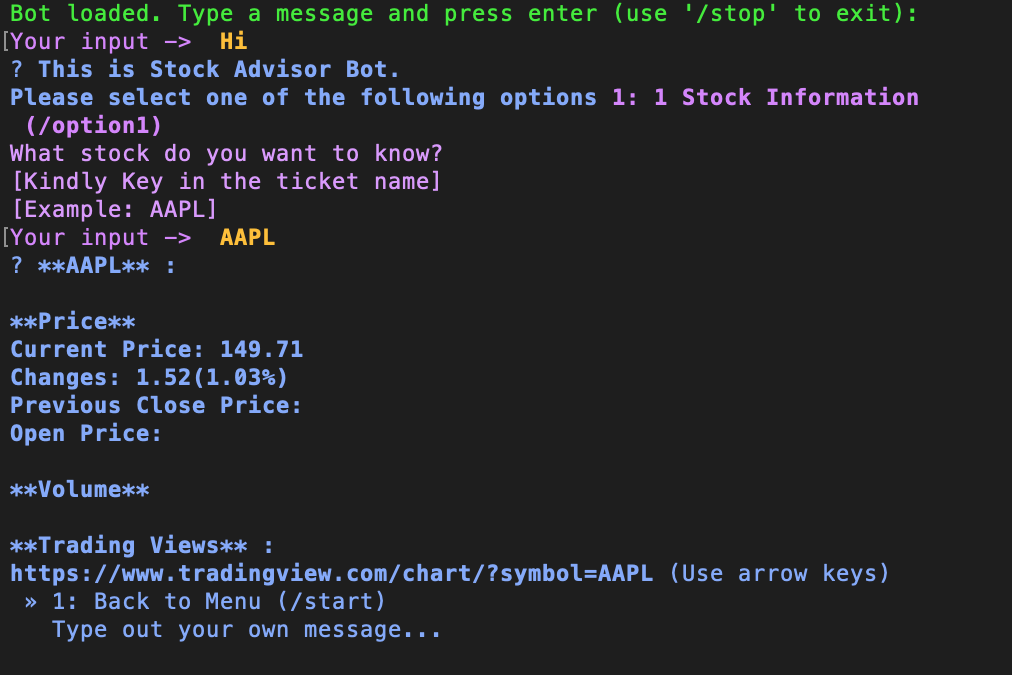 Bot loaded. Type a message and press enter (use '/stop' to exit):
[Your input ->  Hi
? This is Stock Advisor Bot.
Please select one of the following options 1: 1 Stock Information
(/option1)
What stock do you want to know?
[Kindly Key in the ticket name]
[Example: AAPL]
[Your input ->  AAPL
? **AAPL** :
**Price**
Current Price: 149.71
Changes: 1.52(1.03%)
Previous Close Price:
Open Price:
**Volume**
**Trading Views** :
https://www.tradingview.com/chart/?symbol=AAPL (Use arrow keys)
» 1: Back to Menu (/start)
Type out your own message...